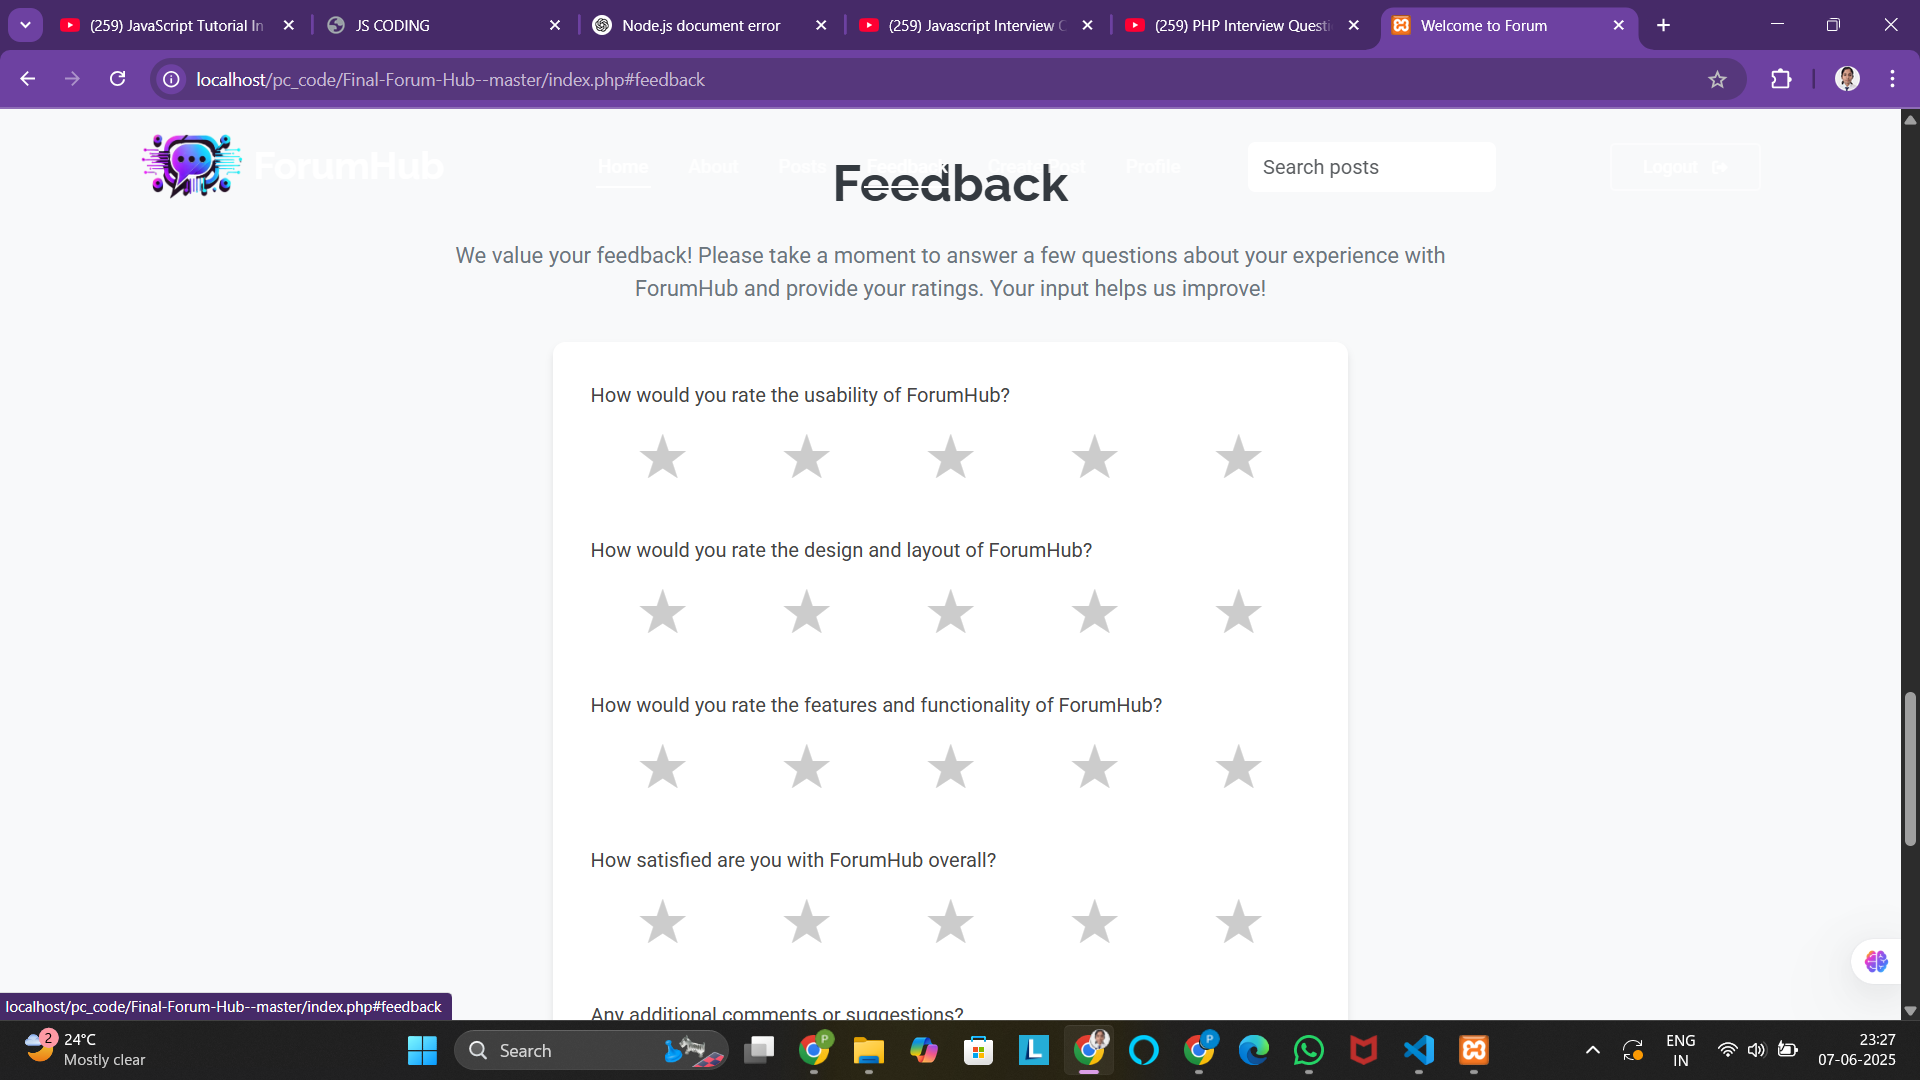 (259) JavaScript Tutorial In
JS CODING
Node.js document error
(259) Javascript Interview C
(259) PHP Interview Questi
Welcome to Forum
localhost/pc_code/Final-Forum-Hub--master/index.php#feedback
ForumHub
Home
About
Posts
Feedback
Create Post
Profile
Search posts
Logout
Feedback
We value your feedback! Please take a moment to answer a few questions about your experience with
ForumHub and provide your ratings. Your input helps us improve!
How would you rate the usability of ForumHub?
How would you rate the design and layout of ForumHub?
How would you rate the features and functionality of ForumHub?
How satisfied are you with ForumHub overall?
Any additional comments or suggestions?
localhost/pc_code/Final-Forum-Hub--master/index.php#feedback
2
24°C
Mostly clear
Search
P
L
P
ENG
IN
23:27
07-06-2025